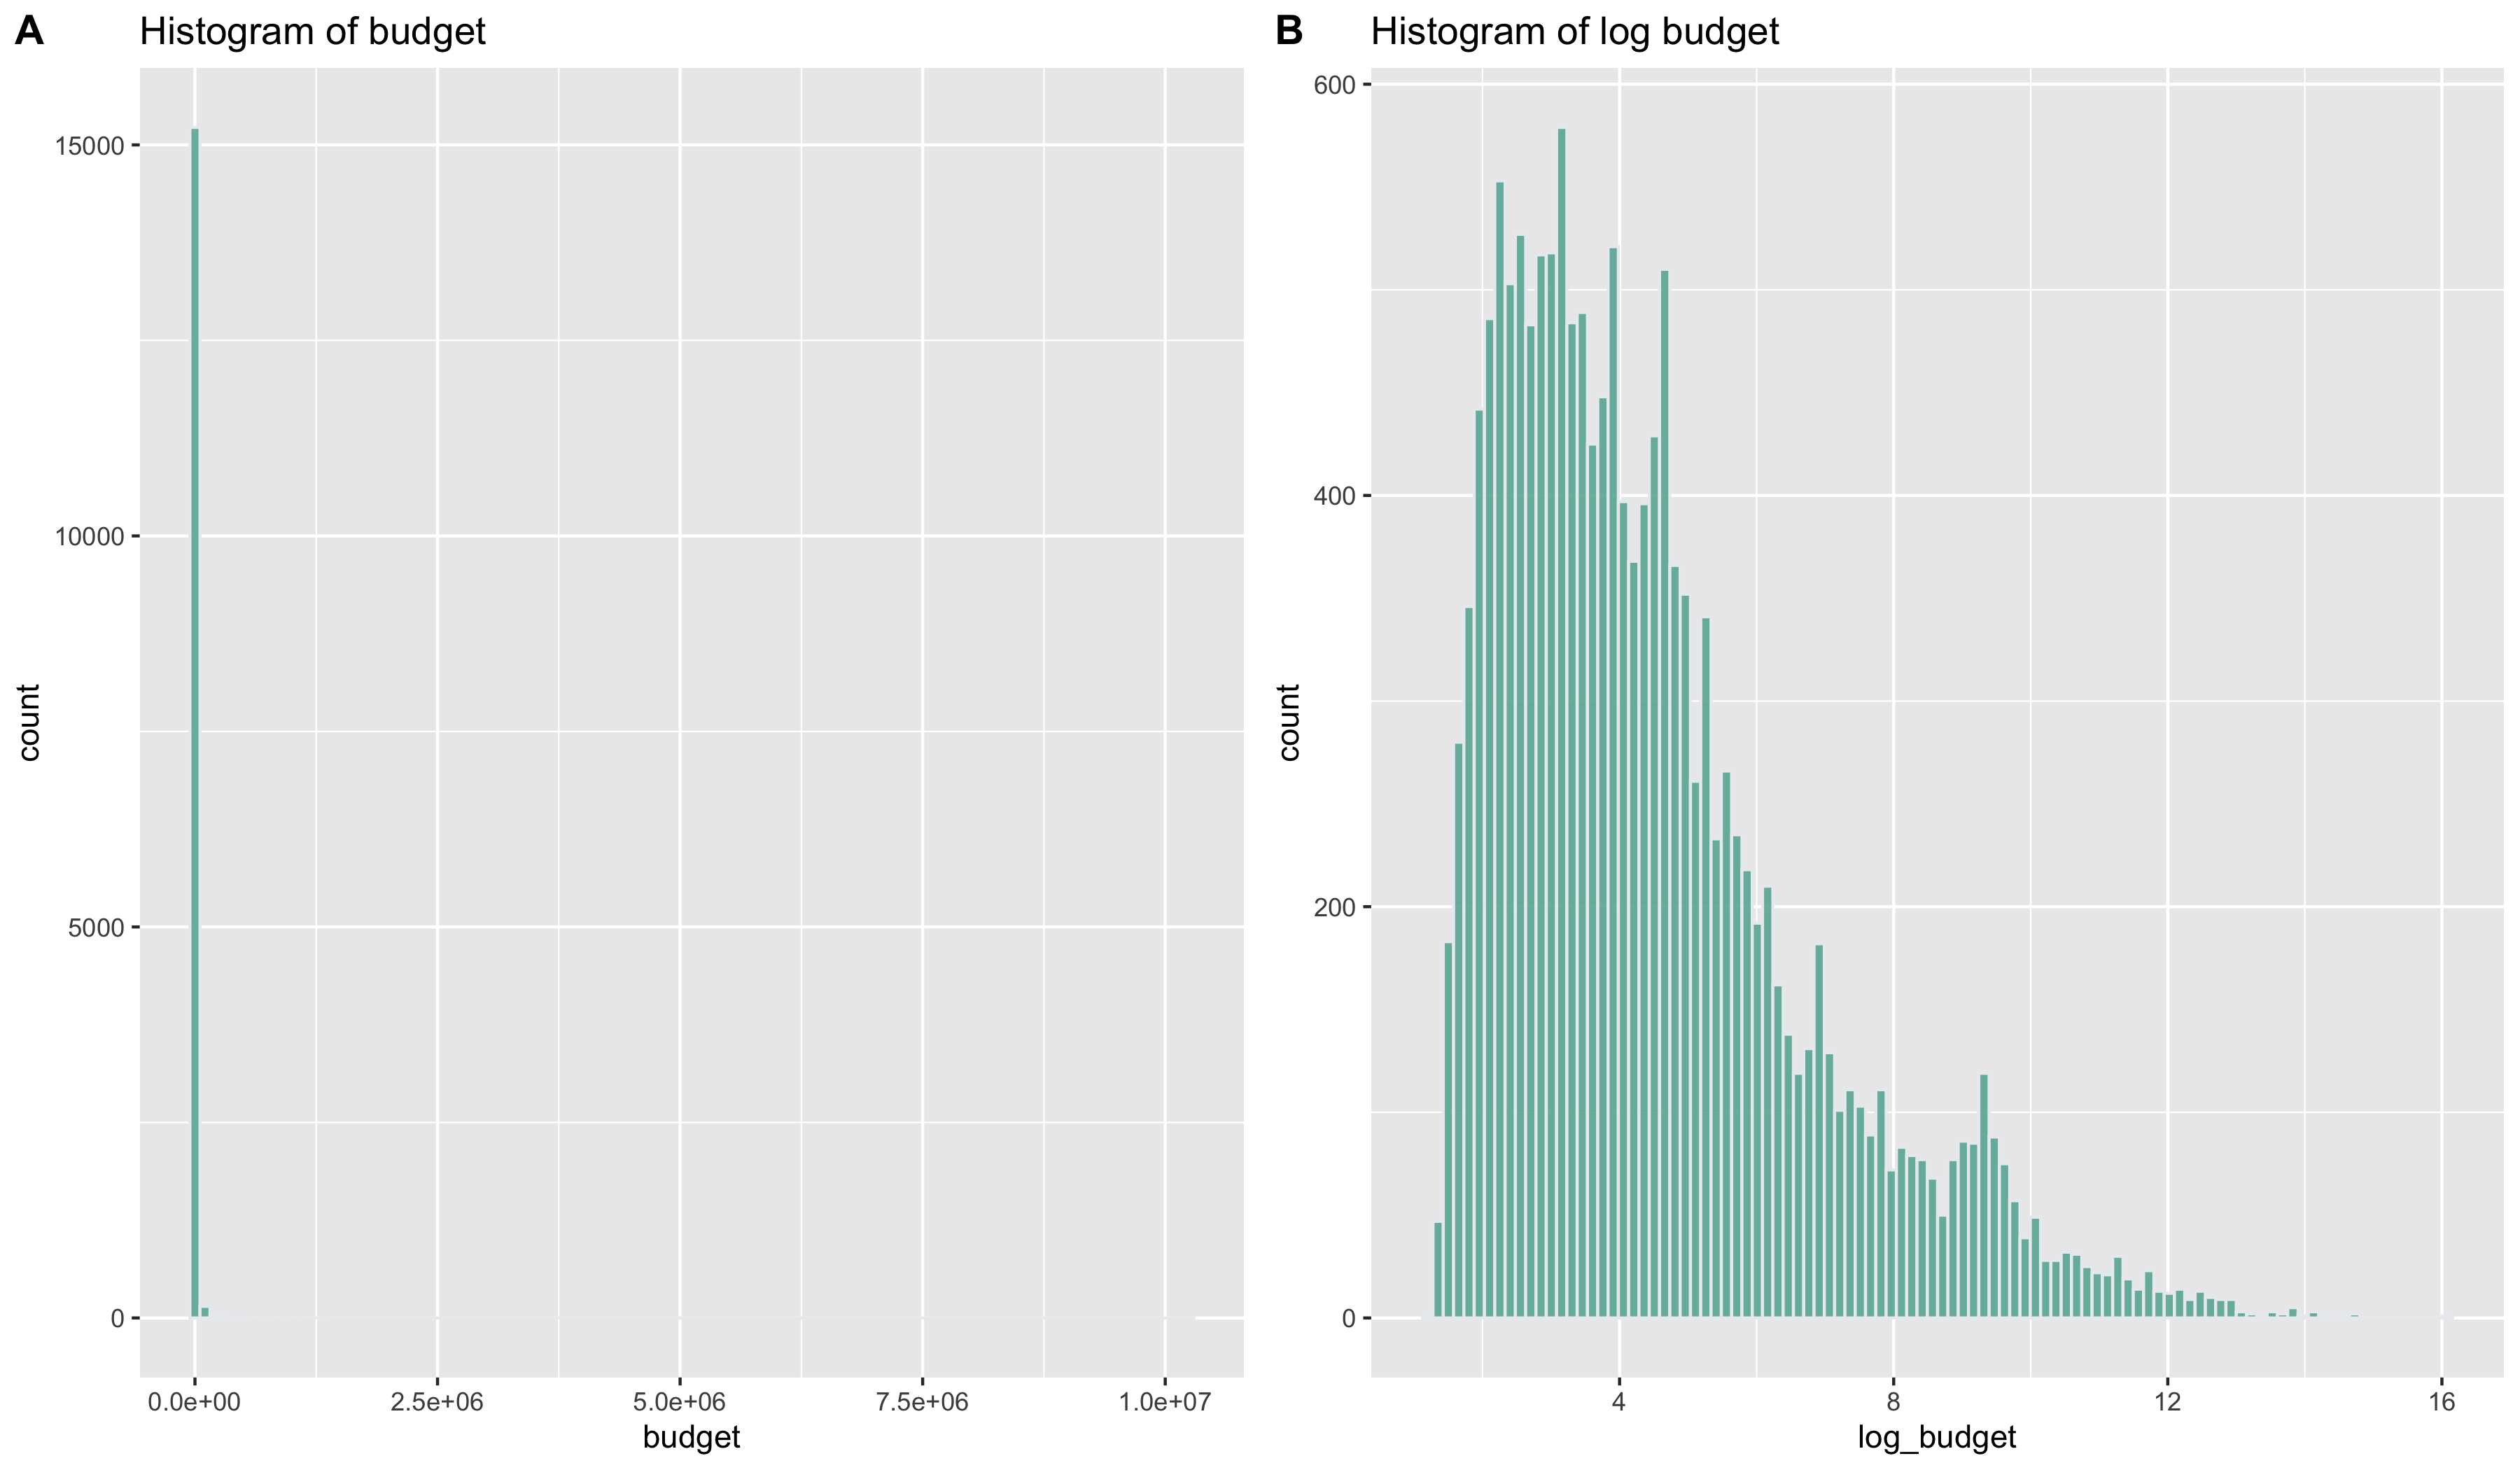 A
Histogram of budget
15000
10000
5000
0
count
0.0e+00
2.5e+06
5.0e+06
7.5e+06
1.0e+07
budget
B
Histogram of log budget
600
400
200
0
count
4
8
12
16
log_budget